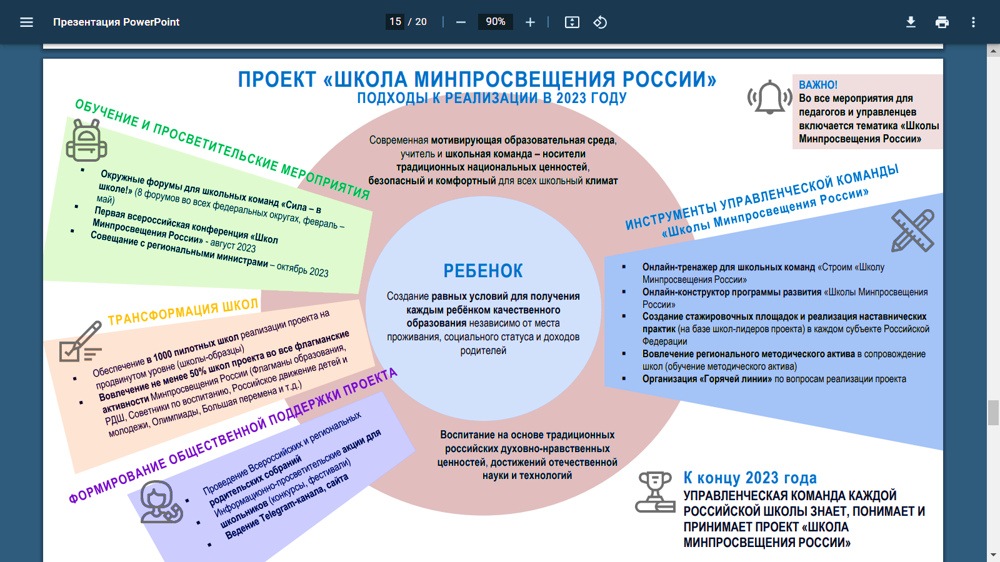 Презентация PowerPoint
15 / 20
90%
ПРОЕКТ «ШКОЛА МИНПРОСВЕЩЕНИЯ РОССИИ»
ПОДХОДЫ К РЕАЛИЗАЦИИ В 2023 ГОДУ
ВАЖНО!
Во все мероприятия для
педагогов и управленцев
включается тематика «Школы
Минпросвещения России»
ОБУЧЕНИЕ И ПРОСВЕТИТЕЛЬСКИЕ МЕРОПРИЯТИЯ
▪ Окружные форумы для школьных команд «Сила – в
школе!» (8 форумов во всех федеральных округах, февраль –
май)
▪ Первая всероссийская конференция «Школ
Минпросвещения России» - август 2023
▪ Совещание с региональными министрами – октябрь 2023
Современная мотивирующая образовательная среда,
учитель и школьная команда – носители
традиционных национальных ценностей,
безопасный и комфортный для всех школьный климат
РЕБЕНОК
Создание равных условий для получения
каждым ребёнком качественного
образования независимо от места
проживания, социального статуса и доходов
родителей
Воспитание на основе традиционных
российских духовно-нравственных
ценностей, достижений отечественной
науки и технологий
ИНСТРУМЕНТЫ УПРАВЛЕНЧЕСКОЙ КОМАНДЫ
«Школы Минпросвещения России»
▪ Онлайн-тренажер для школьных команд «Строим «Школу
Минпросвещения России»
▪ Онлайн-конструктор программы развития «Школы Минпросвещения
России»
▪ Создание стажировочных площадок и реализация наставнических
практик (на базе школ-лидеров проекта) в каждом субъекте Российской
Федерации
▪ Вовлечение регионального методического актива в сопровождение
школ (обучение методического актива)
▪ Организация «Горячей линии» по вопросам реализации проекта
ТРАНСФОРМАЦИЯ ШКОЛ
▪ Обеспечение в 1000 пилотных школ реализации проекта на
продвинутом уровне (школы-образцы)
▪ Вовлечение не менее 50% школ проекта во все флагманские
активности Минпросвещения России (Флагманы образования,
РДШ, Советники по воспитанию, Российское движение детей и
молодежи, Олимпиады, Большая перемена и т.д.)
ФОРМИРОВАНИЕ ОБЩЕСТВЕННОЙ ПОДДЕРЖКИ ПРОЕКТА
▪ Проведение Всероссийских и региональных
родительских собраний
▪ Информационно-просветительские акции для
школьников (конкурсы, фестивали)
▪ Ведение Telegram-канала, сайта
К концу 2023 года
УПРАВЛЕНЧЕСКАЯ КОМАНДА КАЖДОЙ
РОССИЙСКОЙ ШКОЛЫ ЗНАЕТ, ПОНИМАЕТ И
ПРИНИМАЕТ ПРОЕКТ «ШКОЛА
МИНПРОСВЕЩЕНИЯ РОССИИ»